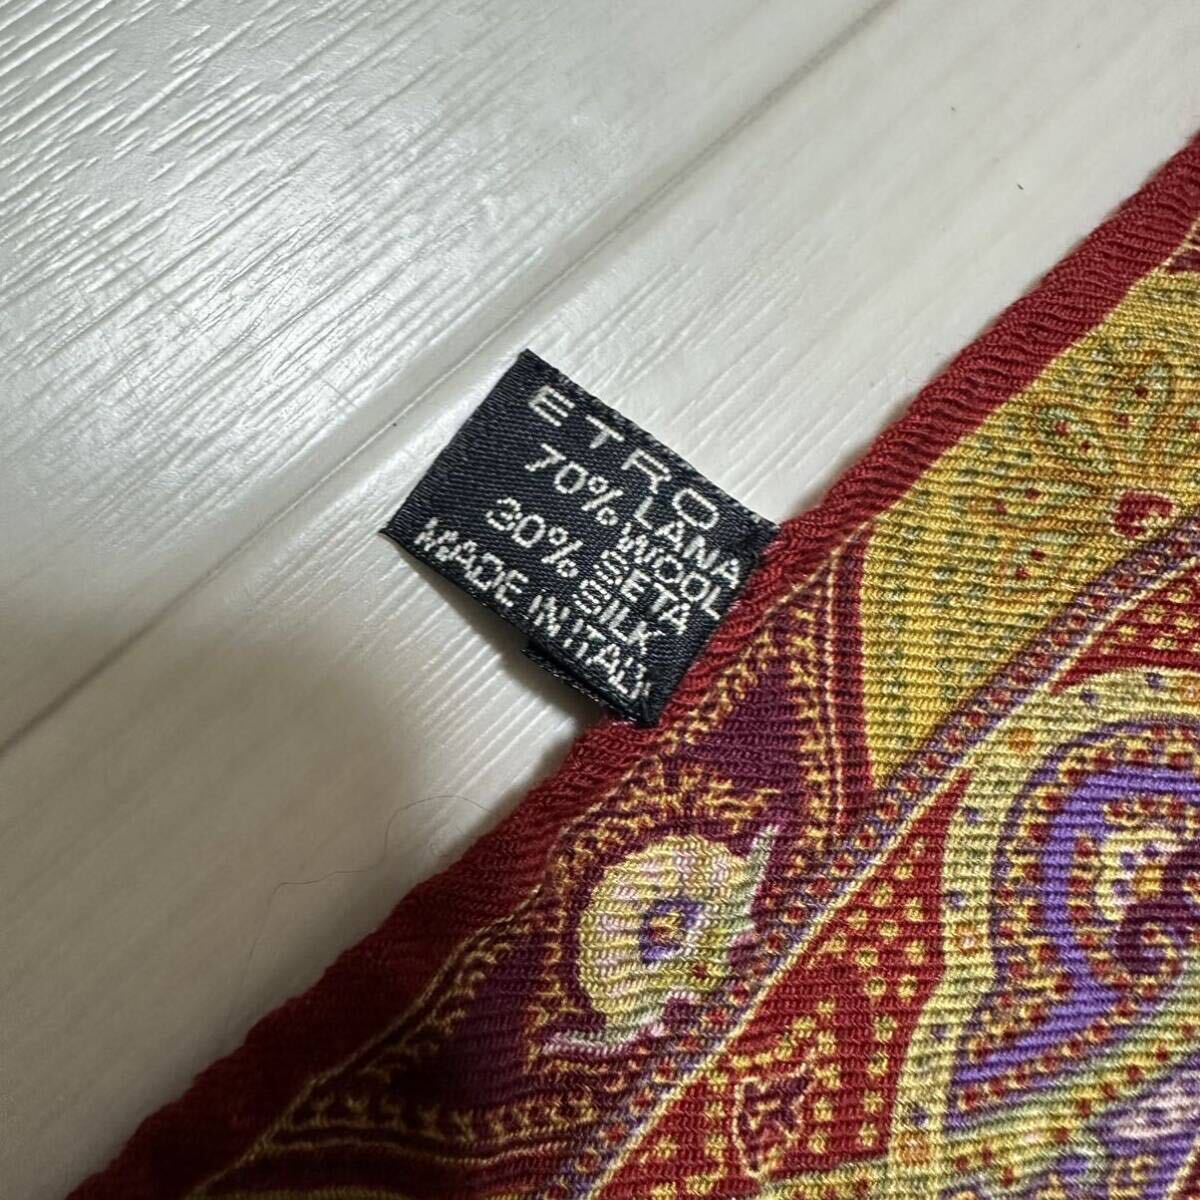 ETRO
70% LANA
WOOL
30% SETA
SILK
MADE IN ITALY